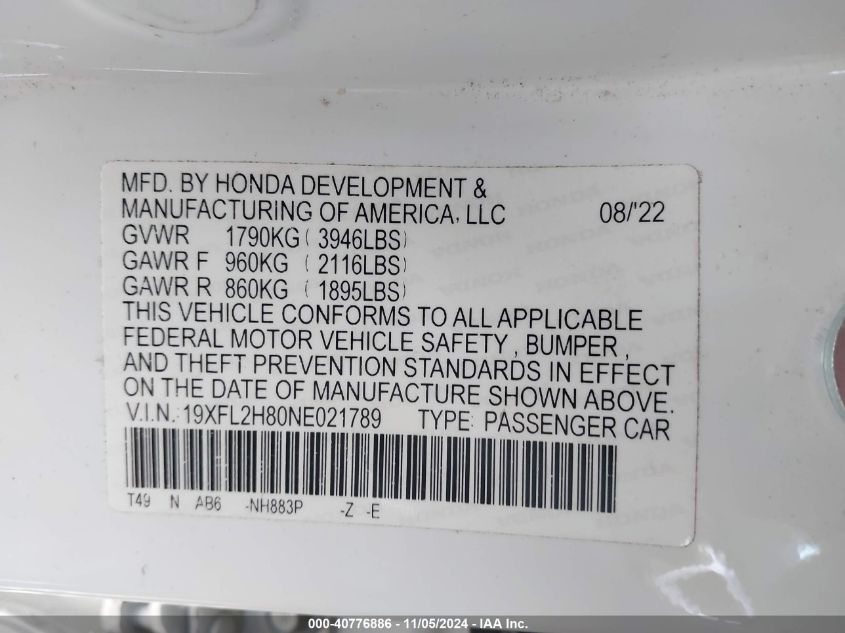 MFD. BY HONDA DEVELOPMENT &
MANUFACTURING OF AMERICA, LLC 08/'22
GVWR 1790KG ( 3946LBS)
GAWR F 960KG ( 2116LBS)
GAWR R 860KG ( 1895LBS)
THIS VEHICLE CONFORMS TO ALL APPLICABLE
FEDERAL MOTOR VEHICLE SAFETY , BUMPER ,
AND THEFT PREVENTION STANDARDS IN EFFECT
ON THE DATE OF MANUFACTURE SHOWN ABOVE.
V.I.N.: 19XFL2H80NE021789 TYPE: PASSENGER CAR
T49 N AB6 -NH883P -Z -E
000-40776886 - 11/05/2024 - IAA Inc.